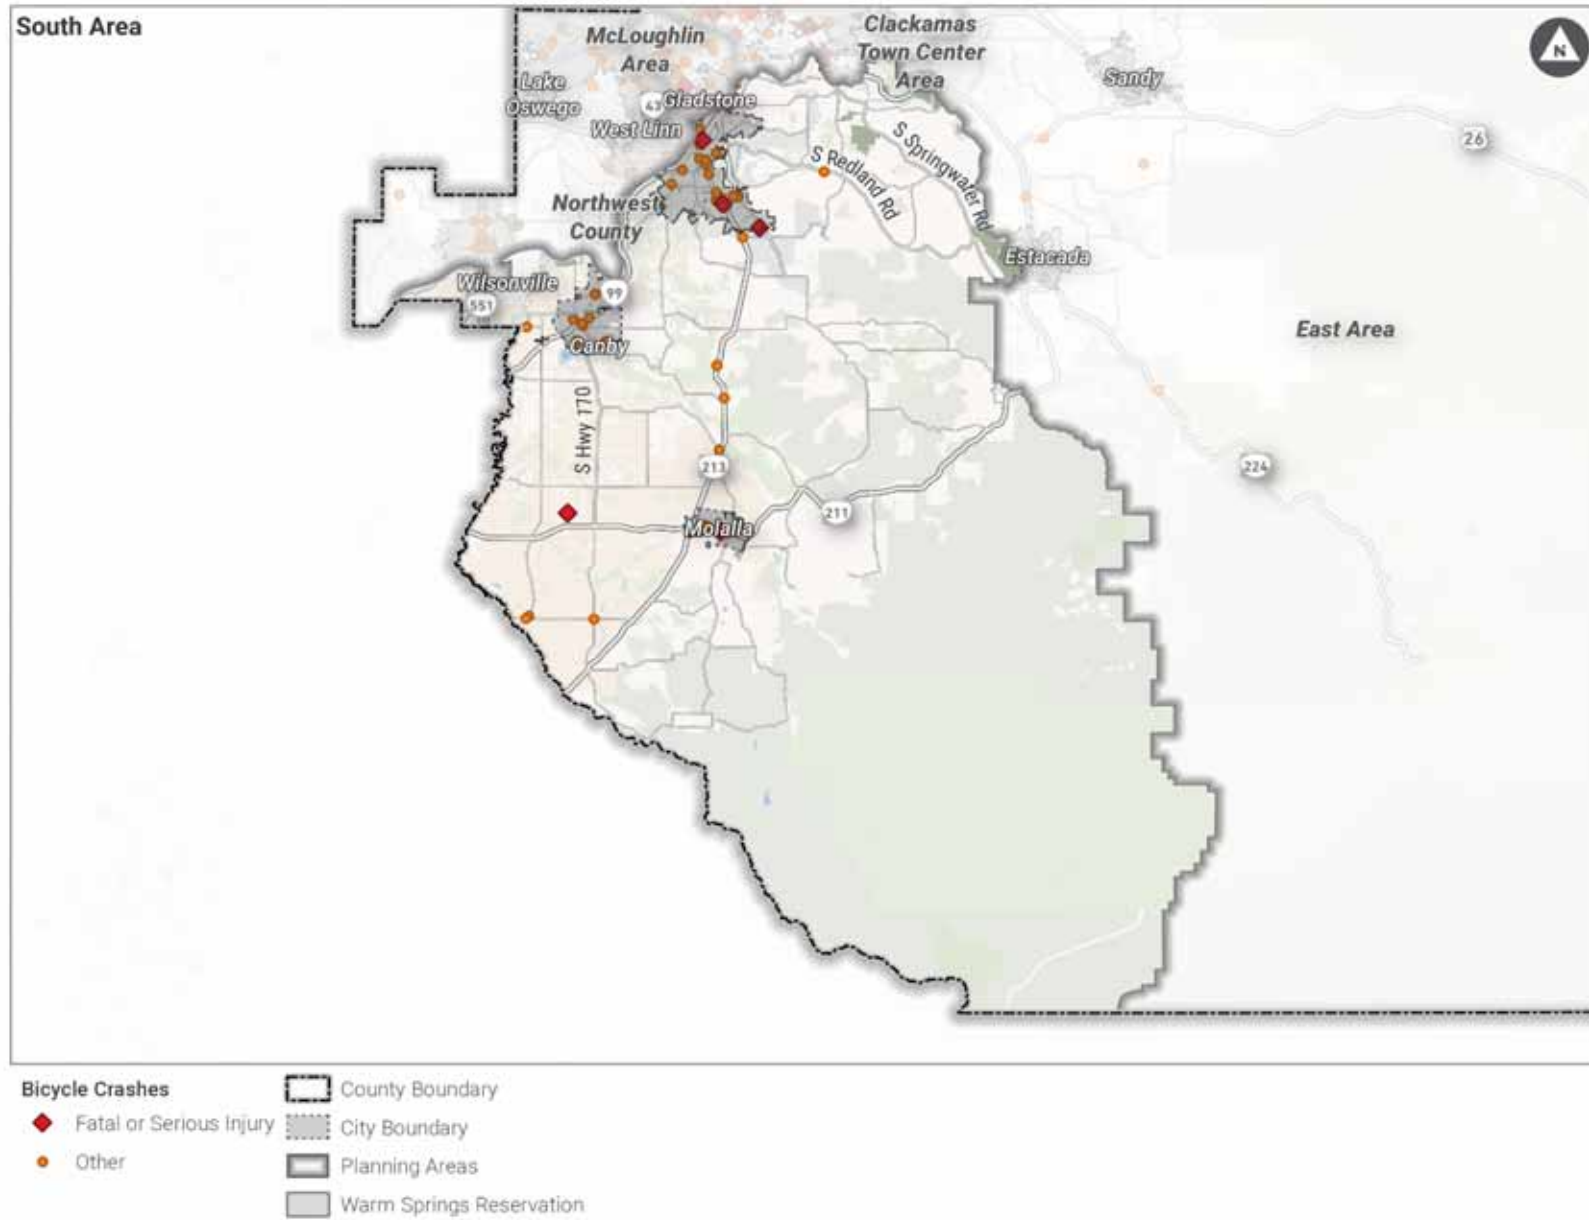 South Area
McLoughlin
Area
Clackamas
Town Center
Area
N
Lake
Oswego
Sandy
43
Gladstone
West Linn
26
S Redland Rd
S Springwater Rd
Northwest
County
Estacada
Wilsonville
551
99
East Area
Canby
S Hwy 170
213
224
211
Molalla
Bicycle Crashes
Fatal or Serious Injury
Other
County Boundary
City Boundary
Planning Areas
Warm Springs Reservation